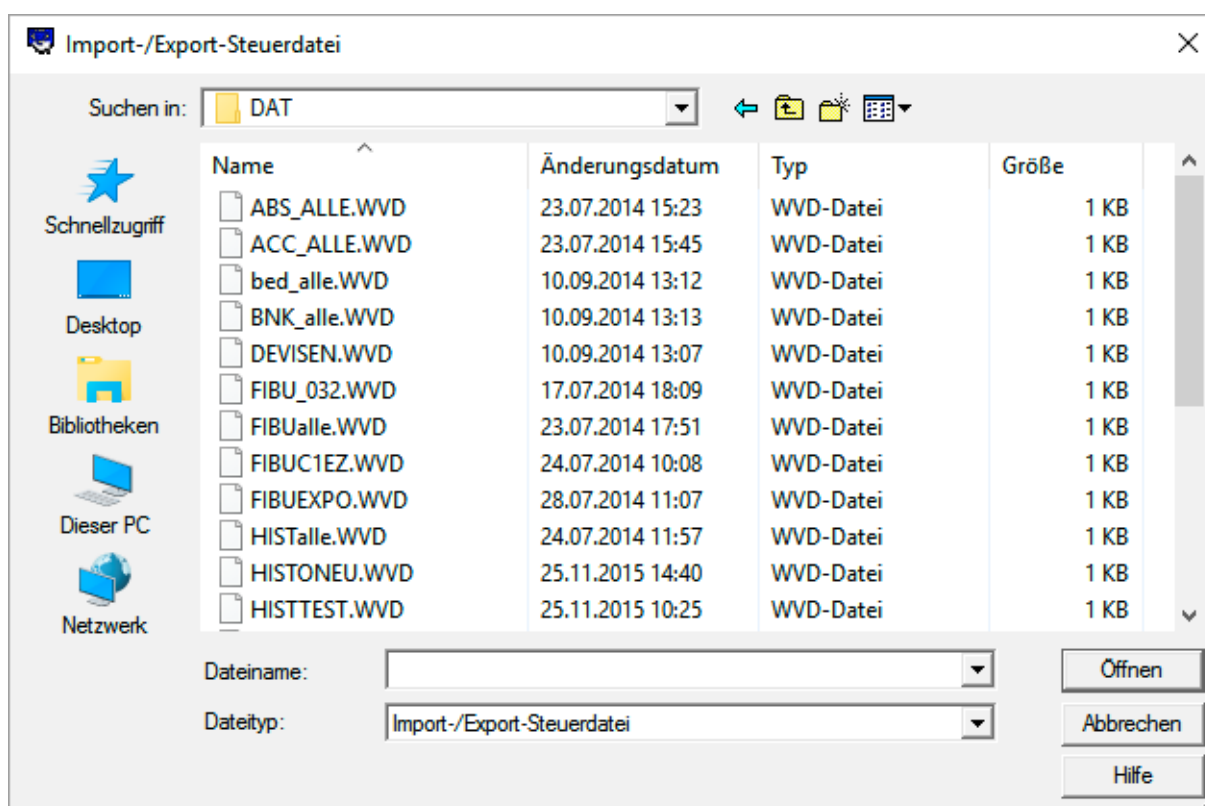 Import-/Export-Steuerdatei
Suchen in: DAT
Name Änderungsdatum Typ Größe
ABS_ALLE.WVD 23.07.2014 15:23 WVD-Datei 1 KB
ACC_ALLE.WVD 23.07.2014 15:45 WVD-Datei 1 KB
bed_alle.WVD 10.09.2014 13:12 WVD-Datei 1 KB
BNK_alle.WVD 10.09.2014 13:13 WVD-Datei 1 KB
DEVISEN.WVD 10.09.2014 13:07 WVD-Datei 1 KB
FIBU_032.WVD 17.07.2014 18:09 WVD-Datei 1 KB
FIBUalle.WVD 23.07.2014 17:51 WVD-Datei 1 KB
FIBUC1EZ.WVD 24.07.2014 10:08 WVD-Datei 1 KB
FIBUEXPO.WVD 28.07.2014 11:07 WVD-Datei 1 KB
HISTalle.WVD 24.07.2014 11:57 WVD-Datei 1 KB
HISTONEU.WVD 25.11.2015 14:40 WVD-Datei 1 KB
HISTTEST.WVD 25.11.2015 10:25 WVD-Datei 1 KB
Schnellzugriff
Desktop
Bibliotheken
Dieser PC
Netzwerk
Dateiname: Öffnen
Dateityp: Import-/Export-Steuerdatei Abbrechen
Hilfe